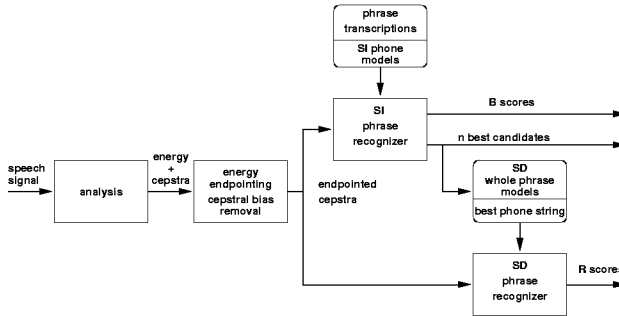 phrase
transcriptions
SI phone
models
SI
phrase
recognizer
B scores
n best candidates
speech
signal
analysis
energy
+
cepstra
energy
endpointing
cepstral bias
removal
endpointed
cepstra
SD
whole phrase
models
best phone string
SD
phrase
recognizer
R scores